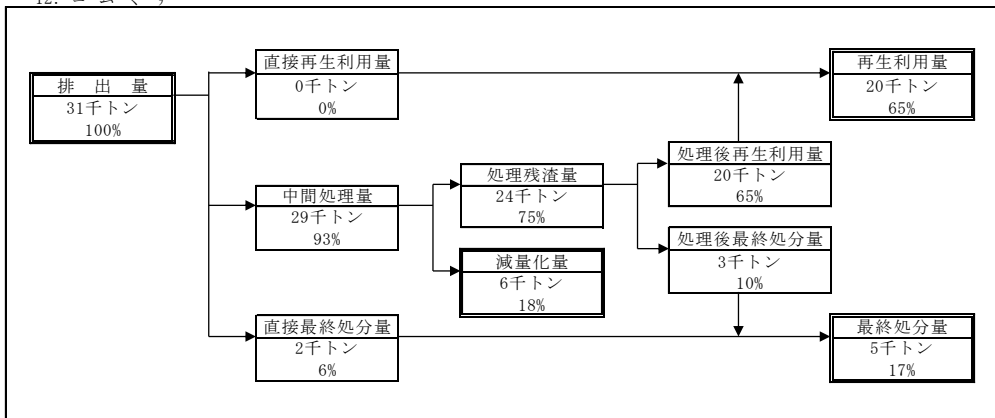 12. ゴ ム く ず
排 出 量
31千トン
100%
直接再生利用量
0千トン
0%
中間処理量
29千トン
93%
直接最終処分量
2千トン
6%
処理残渣量
24千トン
75%
減量化量
6千トン
18%
処理後再生利用量
20千トン
65%
処理後最終処分量
3千トン
10%
再生利用量
20千トン
65%
最終処分量
5千トン
17%